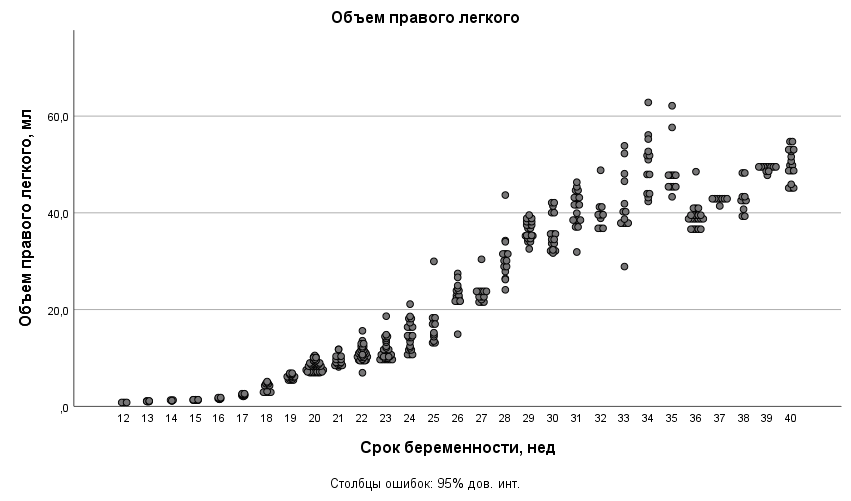 Объем правого легкого
Объем правого легкого, мл
60,0
40,0
20,0
,0
12 13 14 15 16 17 18 19 20 21 22 23 24 25 26 27 28 29 30 31 32 33 34 35 36 37 38 39 40
Срок беременности, нед
Столбцы ошибок: 95% дов. инт.